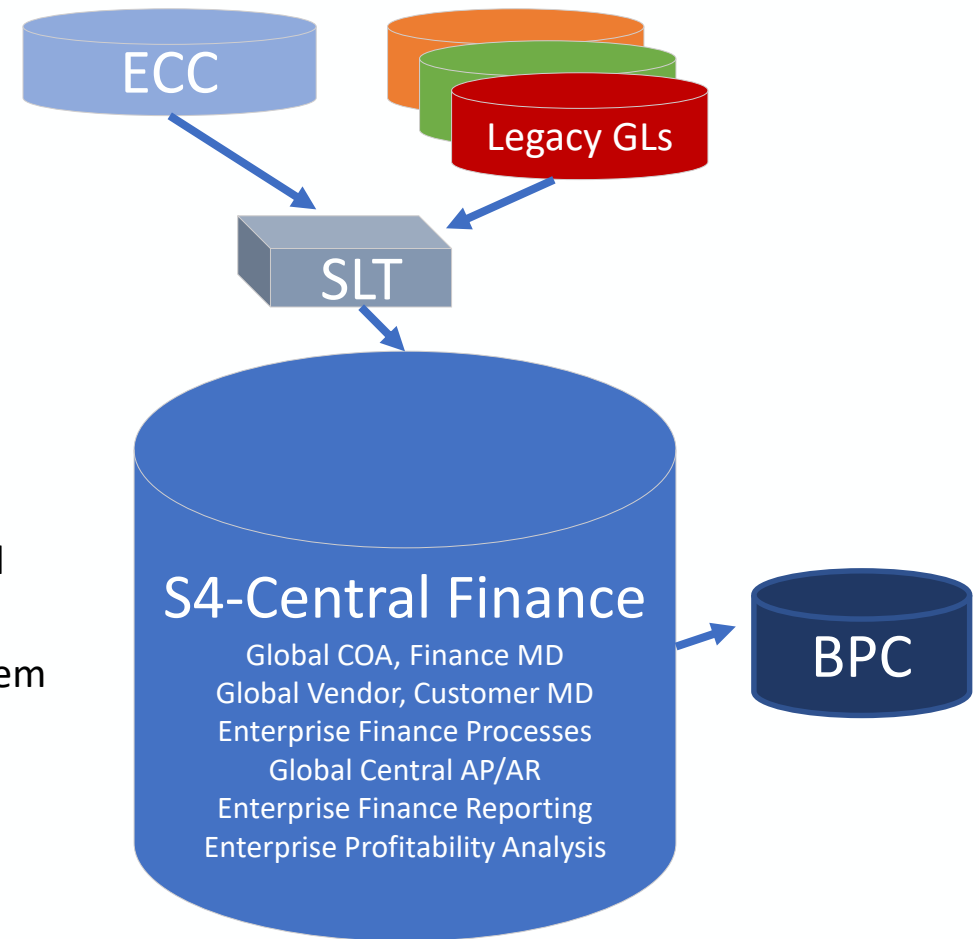 ECC
Legacy GLs
SLT
S4-Central Finance
Global COA, Finance MD
Global Vendor, Customer MD
Enterprise Finance Processes
Global Central AP/AR
Enterprise Finance Reporting
Enterprise Profitability Analysis
BPC
em